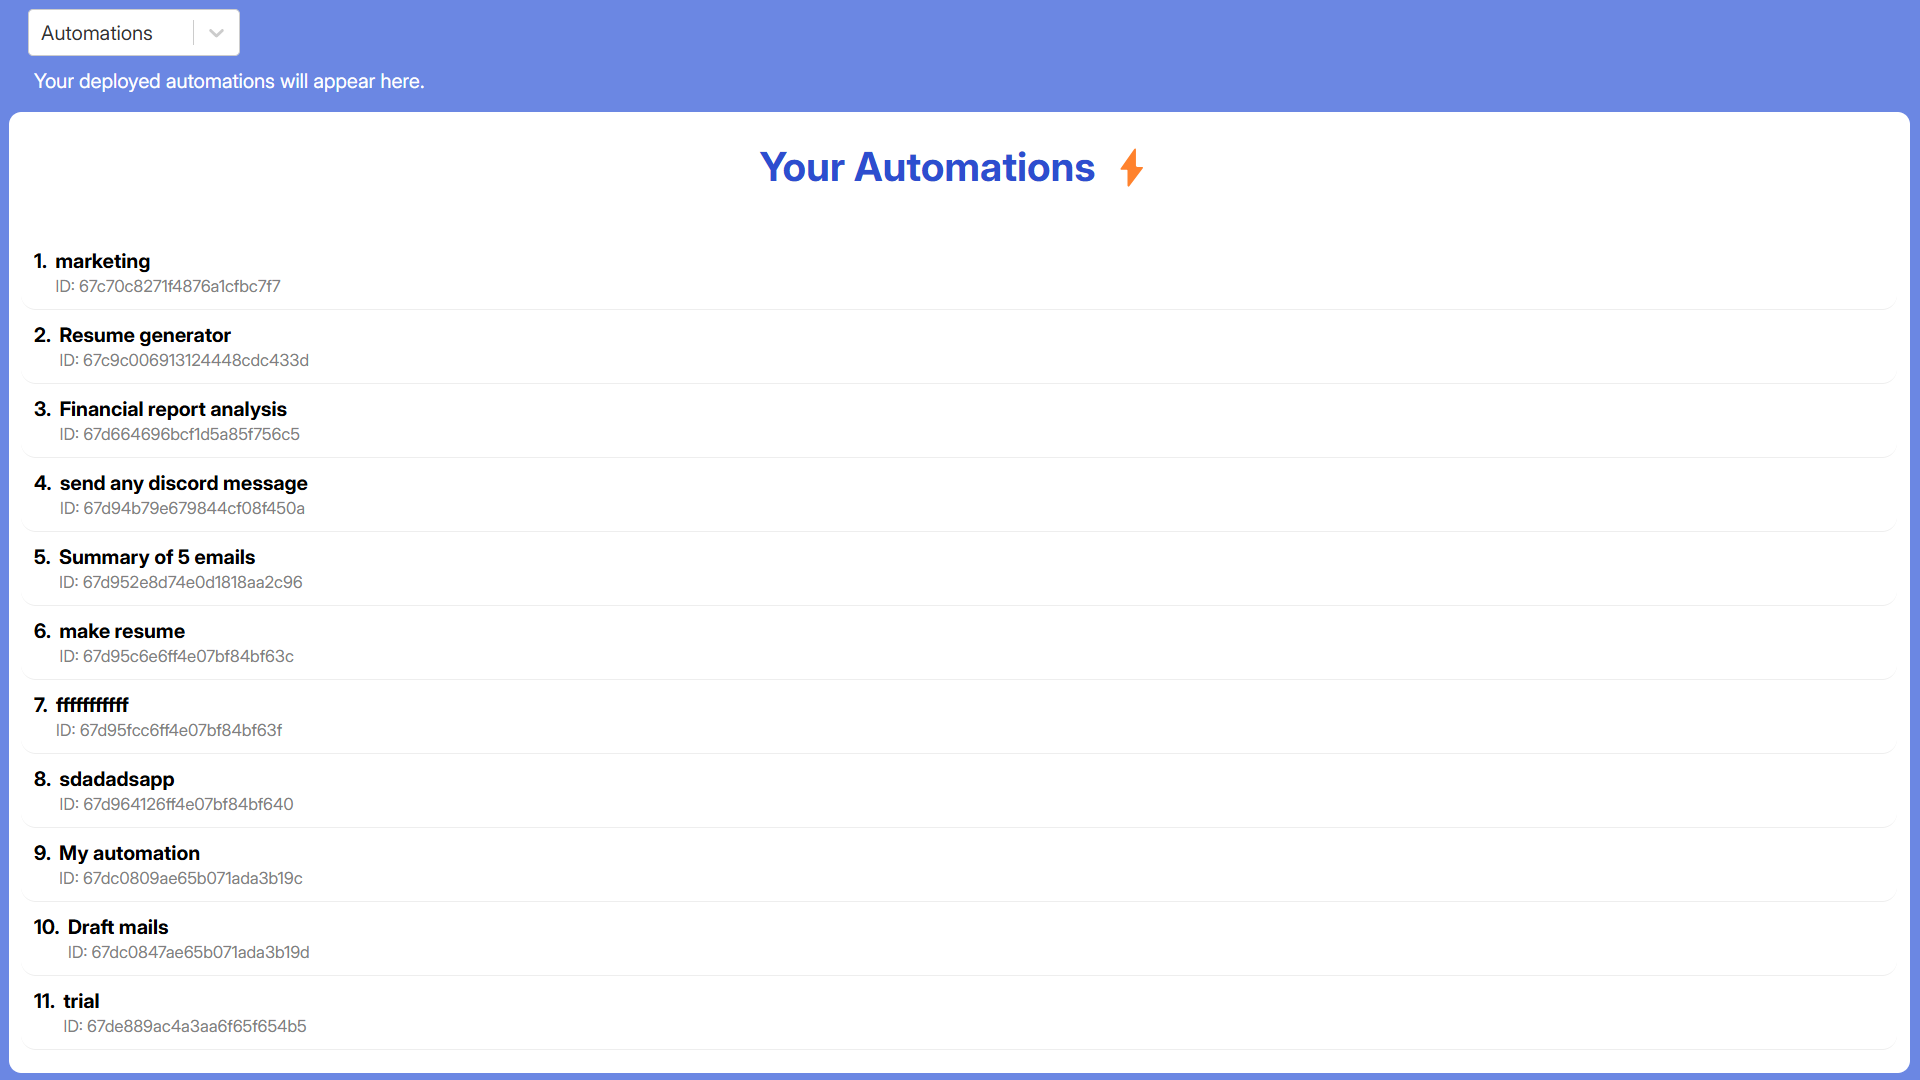 Automations
Your deployed automations will appear here.
Your Automations
1. marketing
ID: 67c70c8271f4876a1cfbc7f7
2. Resume generator
ID: 67c9c006913124448cdc433d
3. Financial report analysis
ID: 67d664696bcf1d5a85f756c5
4. send any discord message
ID: 67d94b79e679844cf08f450a
5. Summary of 5 emails
ID: 67d952e8d74e0d1818aa2c96
6. make resume
ID: 67d95c6e6ff4e07bf84bf63c
7. fffffffffff
ID: 67d95fcc6ff4e07bf84bf63f
8. sdadadsapp
ID: 67d964126ff4e07bf84bf640
9. My automation
ID: 67dc0809ae65b071ada3b19c
10. Draft mails
ID: 67dc0847ae65b071ada3b19d
11. trial
ID: 67de889ac4a3aa6f65f654b5